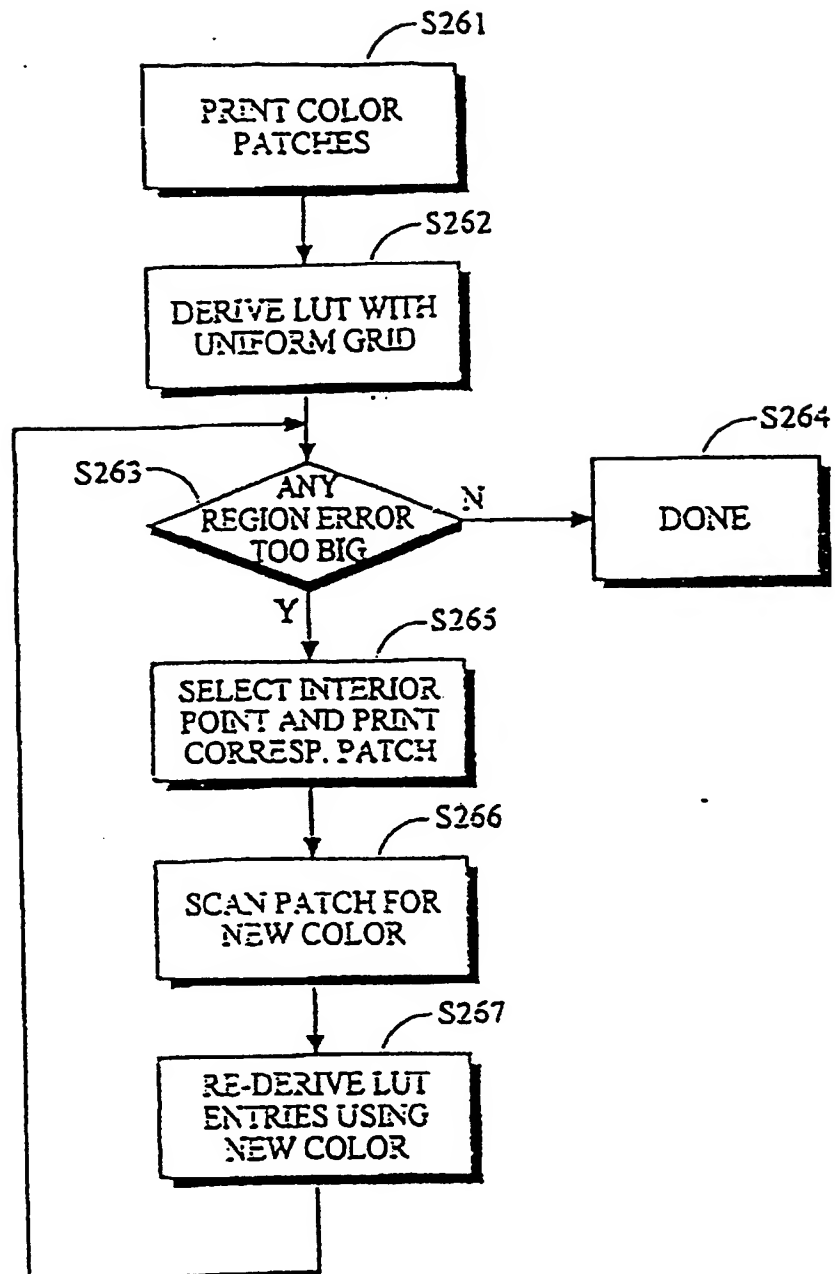 S261
PRINT COLOR
PATCHES
S262
DERIVE LUT WITH
UNIFORM GRID
S263
ANY
REGION ERROR
TOO BIG
N
S264
DONE
Y
S265
SELECT INTERIOR
POINT AND PRINT
CORRESP. PATCH
S266
SCAN PATCH FOR
NEW COLOR
S267
RE-DERIVE LUT
ENTRIES USING
NEW COLOR